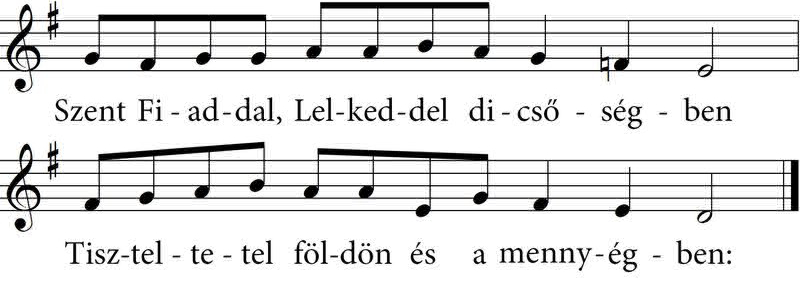 Szent Fi - ad-dal, Lel-ked-del di-cső - ség - ben
Tisz-tel - te - tel föl-dön és a menny-ég - ben: